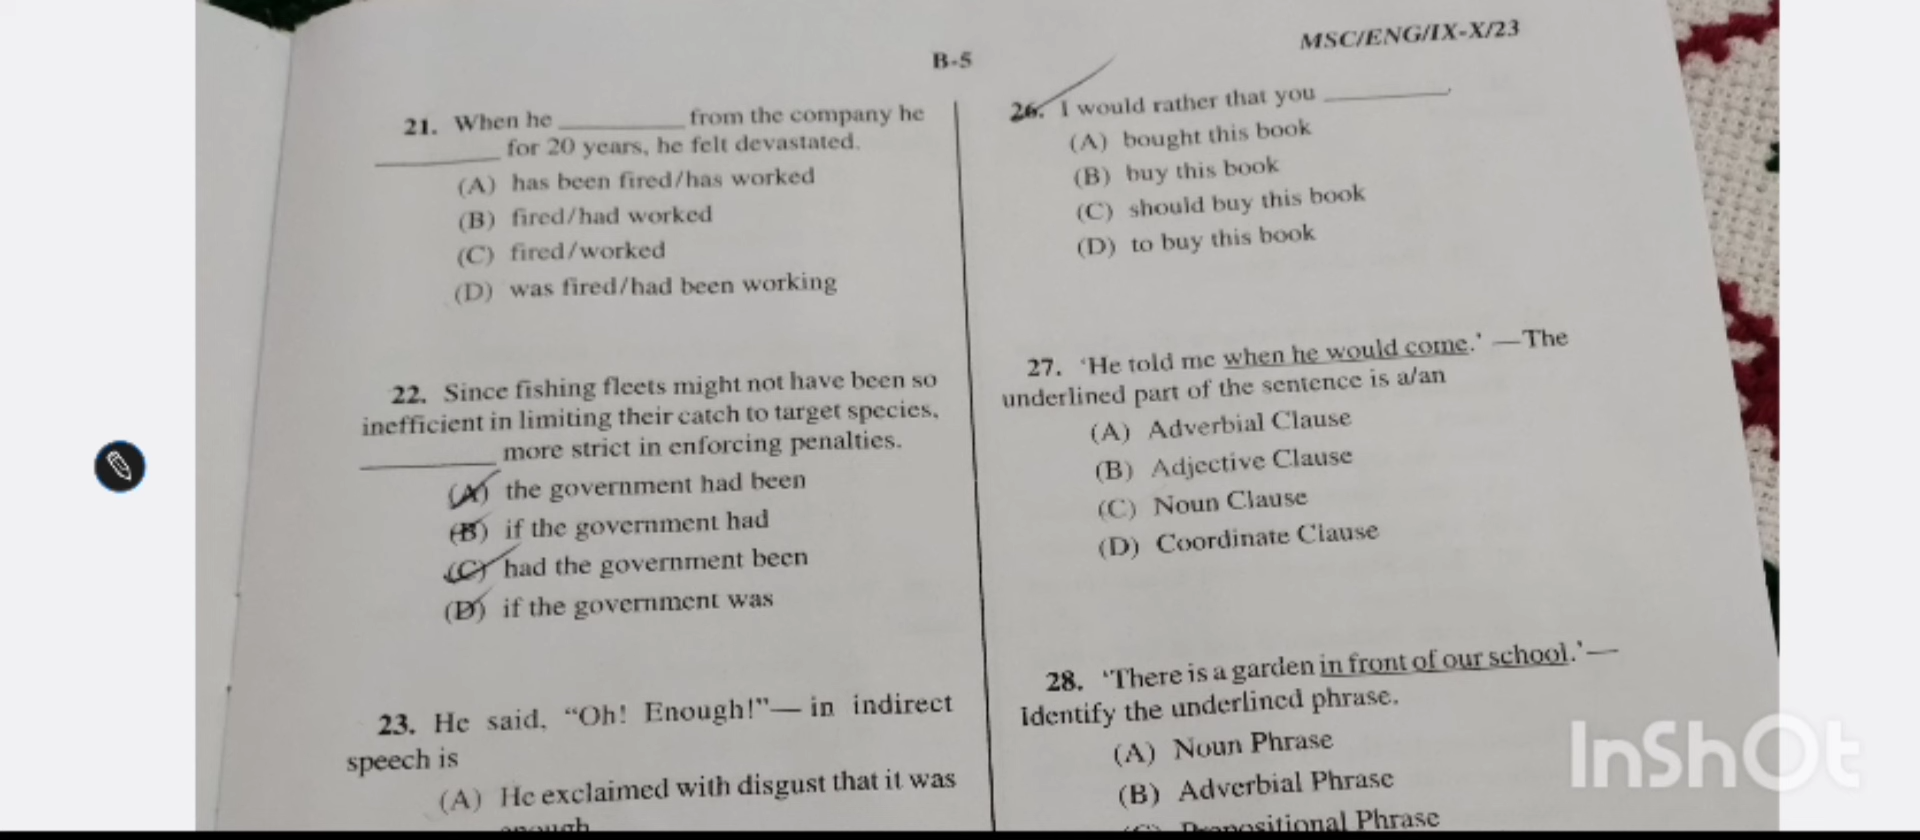 MSC/ENG/IX-X/23
B-5
21. When he __________ from the company he
__________ for 20 years, he felt devastated.
(A) has been fired/has worked
(B) fired/had worked
(C) fired/worked
(D) was fired/had been working
22. Since fishing fleets might not have been so
inefficient in limiting their catch to target species,
__________ more strict in enforcing penalties.
(A) the government had been
(B) if the government had
(C) had the government been
(D) if the government was
23. He said, “Oh! Enough!”— in indirect
speech is
(A) He exclaimed with disgust that it was
enough
26. I would rather that you __________.
(A) bought this book
(B) buy this book
(C) should buy this book
(D) to buy this book
27. ‘He told me when he would come.’ —The
underlined part of the sentence is a/an
(A) Adverbial Clause
(B) Adjective Clause
(C) Noun Clause
(D) Coordinate Clause
28. ‘There is a garden in front of our school.’—
Identify the underlined phrase.
(A) Noun Phrase
(B) Adverbial Phrase
(C) Prepositional Phrase
InShOt